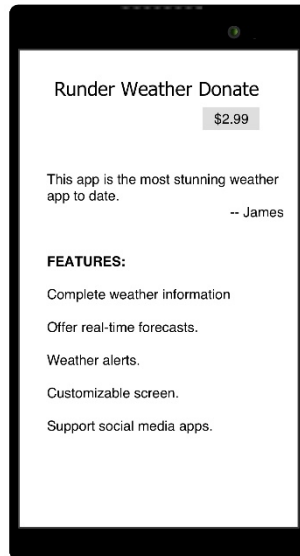 Runder Weather Donate
$2.99
This app is the most stunning weather
app to date.
-- James
FEATURES:
Complete weather information
Offer real-time forecasts.
Weather alerts.
Customizable screen.
Support social media apps.